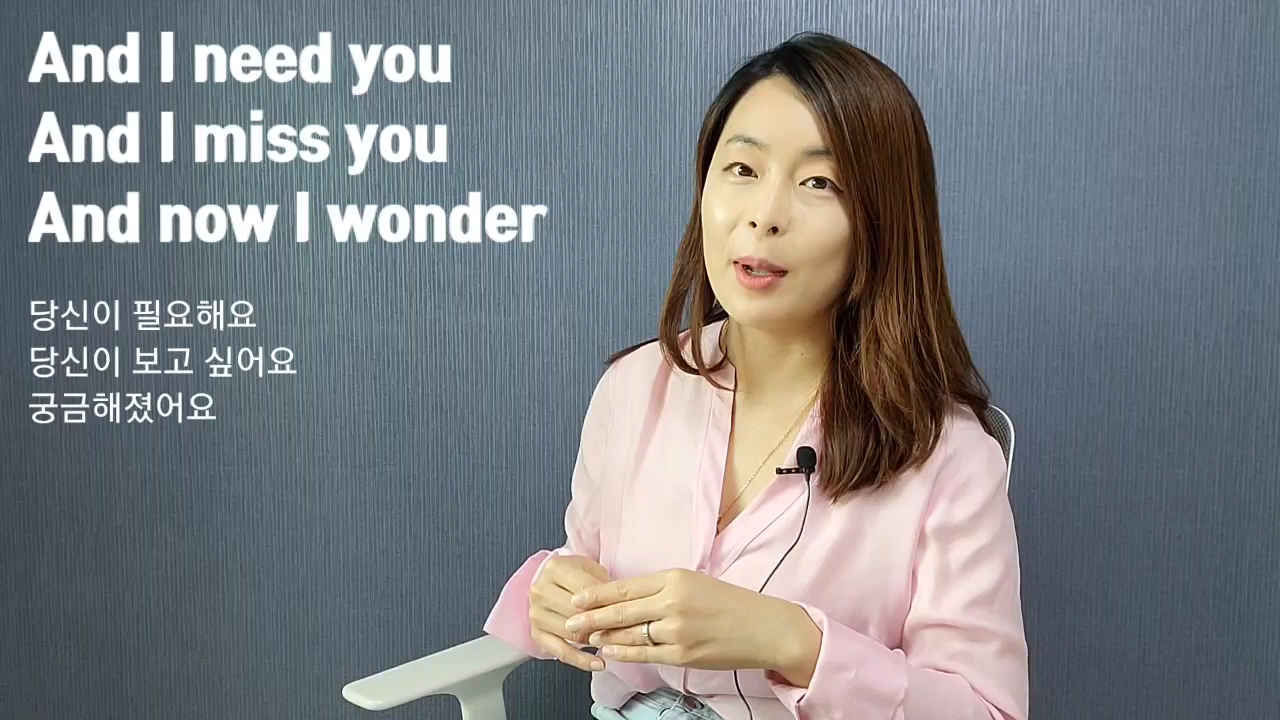 And I need you
And I miss you
And now I wonder
당신이 필요해요
당신이 보고 싶어요
궁금해졌어요